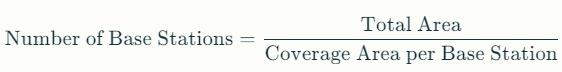 Number of Base Stations = Total Area / Coverage Area per Base Station